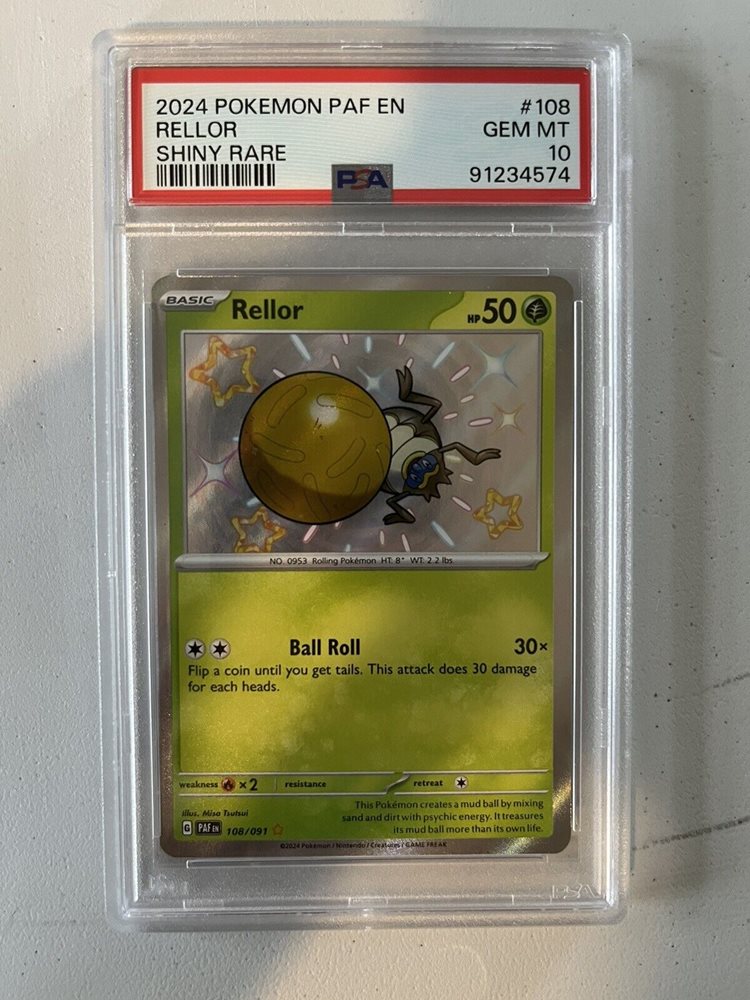 2024 POKEMON PAF EN #108
RELLOR GEM MT
SHINY RARE 10
PSA 91234574
BASIC Rellor HP 50
NO. 0953 Rolling Pokémon HT: 8" WT: 2.2 lbs.
Ball Roll 30×
Flip a coin until you get tails. This attack does 30 damage
for each heads.
weakness ×2 resistance retreat
This Pokémon creates a mud ball by mixing
sand and dirt with psychic energy. It treasures
its mud ball more than its own life.
Illus. Misa Tsutsui
G PAF EN 108/091
©2024 Pokémon / Nintendo / Creatures / GAME FREAK
PSA